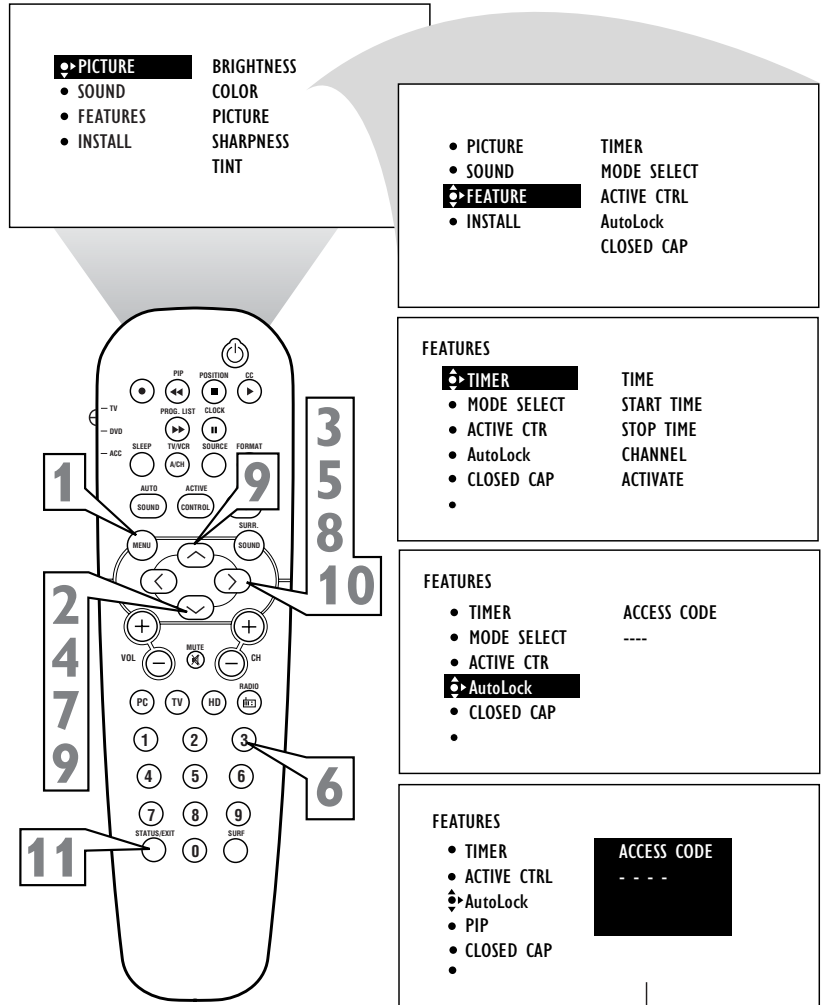 PICTURE BRIGHTNESS
SOUND COLOR
FEATURES PICTURE
INSTALL SHARPNESS
TINT
PICTURE TIMER
SOUND MODE SELECT
FEATURE ACTIVE CTRL
INSTALL AutoLock
CLOSED CAP
FEATURES
TIMER TIME
MODE SELECT START TIME
ACTIVE CTR STOP TIME
AutoLock CHANNEL
CLOSED CAP ACTIVATE
FEATURES
TIMER ACCESS CODE
MODE SELECT ----
ACTIVE CTR
AutoLock
CLOSED CAP
FEATURES
TIMER ACCESS CODE
ACTIVE CTRL - - - -
AutoLock
PIP
CLOSED CAP
PIP POSITION CC
TV
PROG. LIST CLOCK
DVD
ACC
SLEEP TV/VCR SOURCE FORMAT
A/CH
AUTO ACTIVE
SOUND CONTROL
SURR.
MENU SOUND
VOL MUTE CH
RADIO
PC TV HD
1 2 3
4 5 6
7 8 9
STATUS/EXIT SURF
0
1
9
3
5
8
10
2
4
7
9
6
11